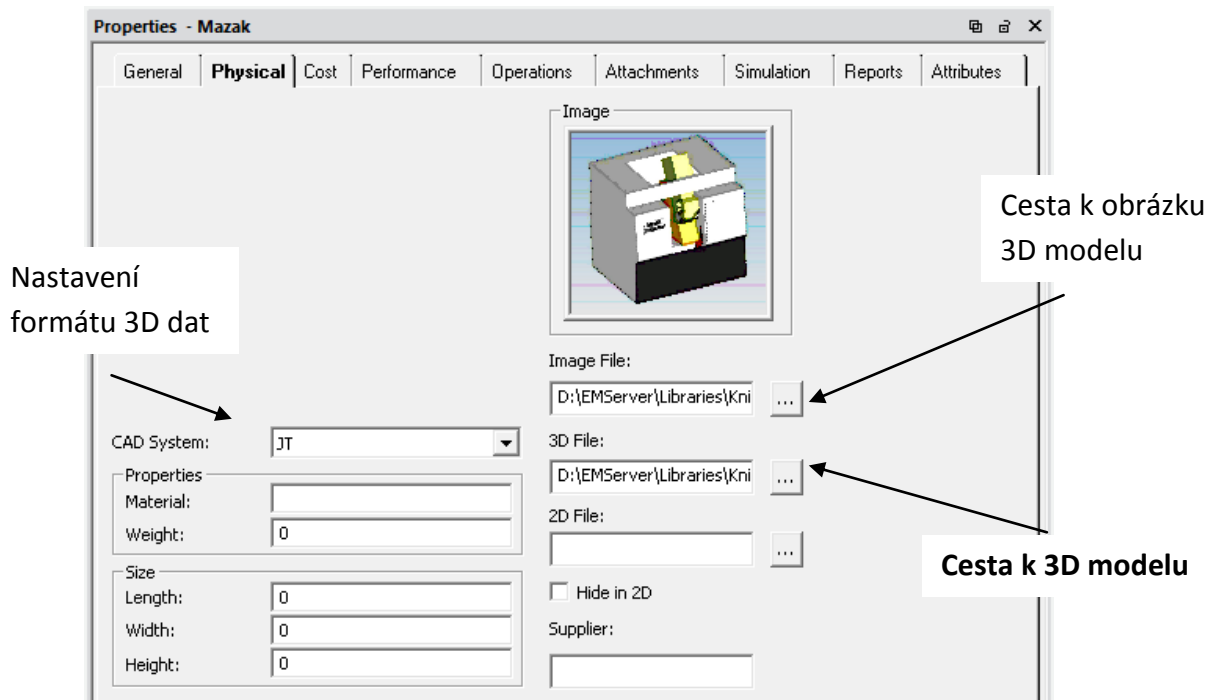 Properties - Mazak
General Physical Cost Performance Operations Attachments Simulation Reports Attributes
Image
Cesta k obrázku
3D modelu
Nastavení
formátu 3D dat
Image File:
D:\EMServer\Libraries\Kni ...
CAD System: JT
3D File:
D:\EMServer\Libraries\Kni ...
Properties
Material:
Weight: 0
2D File:
...
Cesta k 3D modelu
Size
Length: 0
Width: 0
Height: 0
Hide in 2D
Supplier: